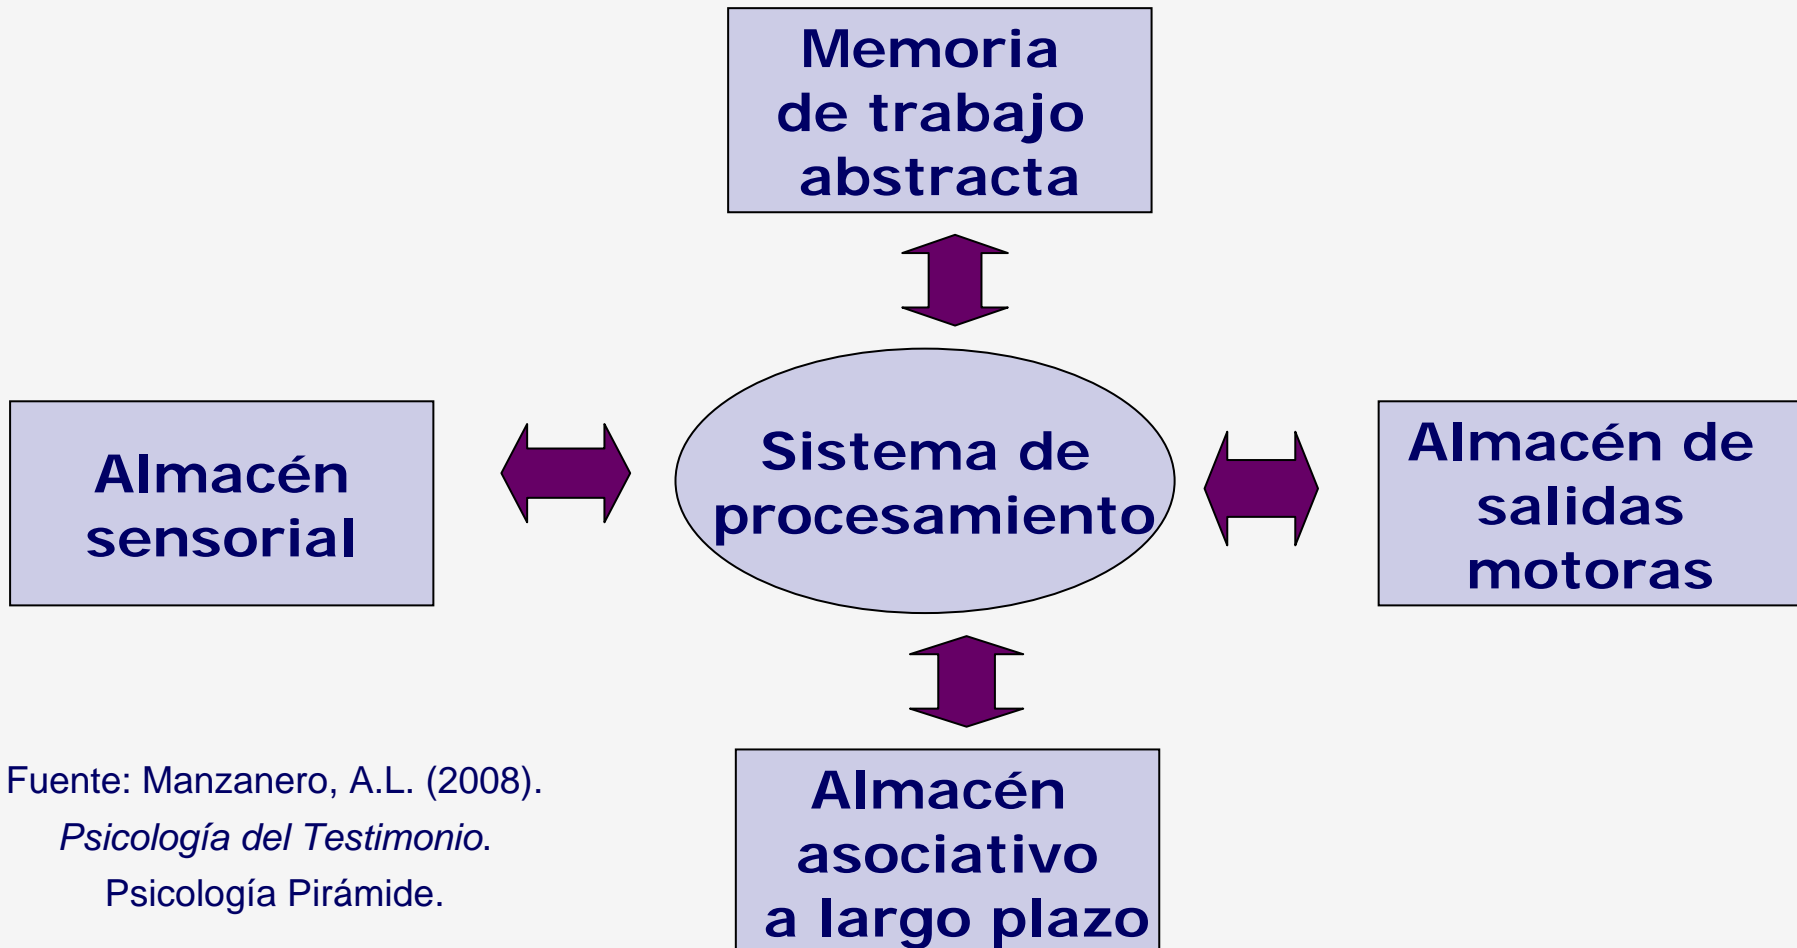 Memoria
de trabajo
abstracta
Almacén
sensorial
Sistema de
procesamiento
Almacén de
salidas
motoras
Almacén
asociativo
a largo plazo
Fuente: Manzanero, A.L. (2008).
Psicología del Testimonio.
Psicología Pirámide.